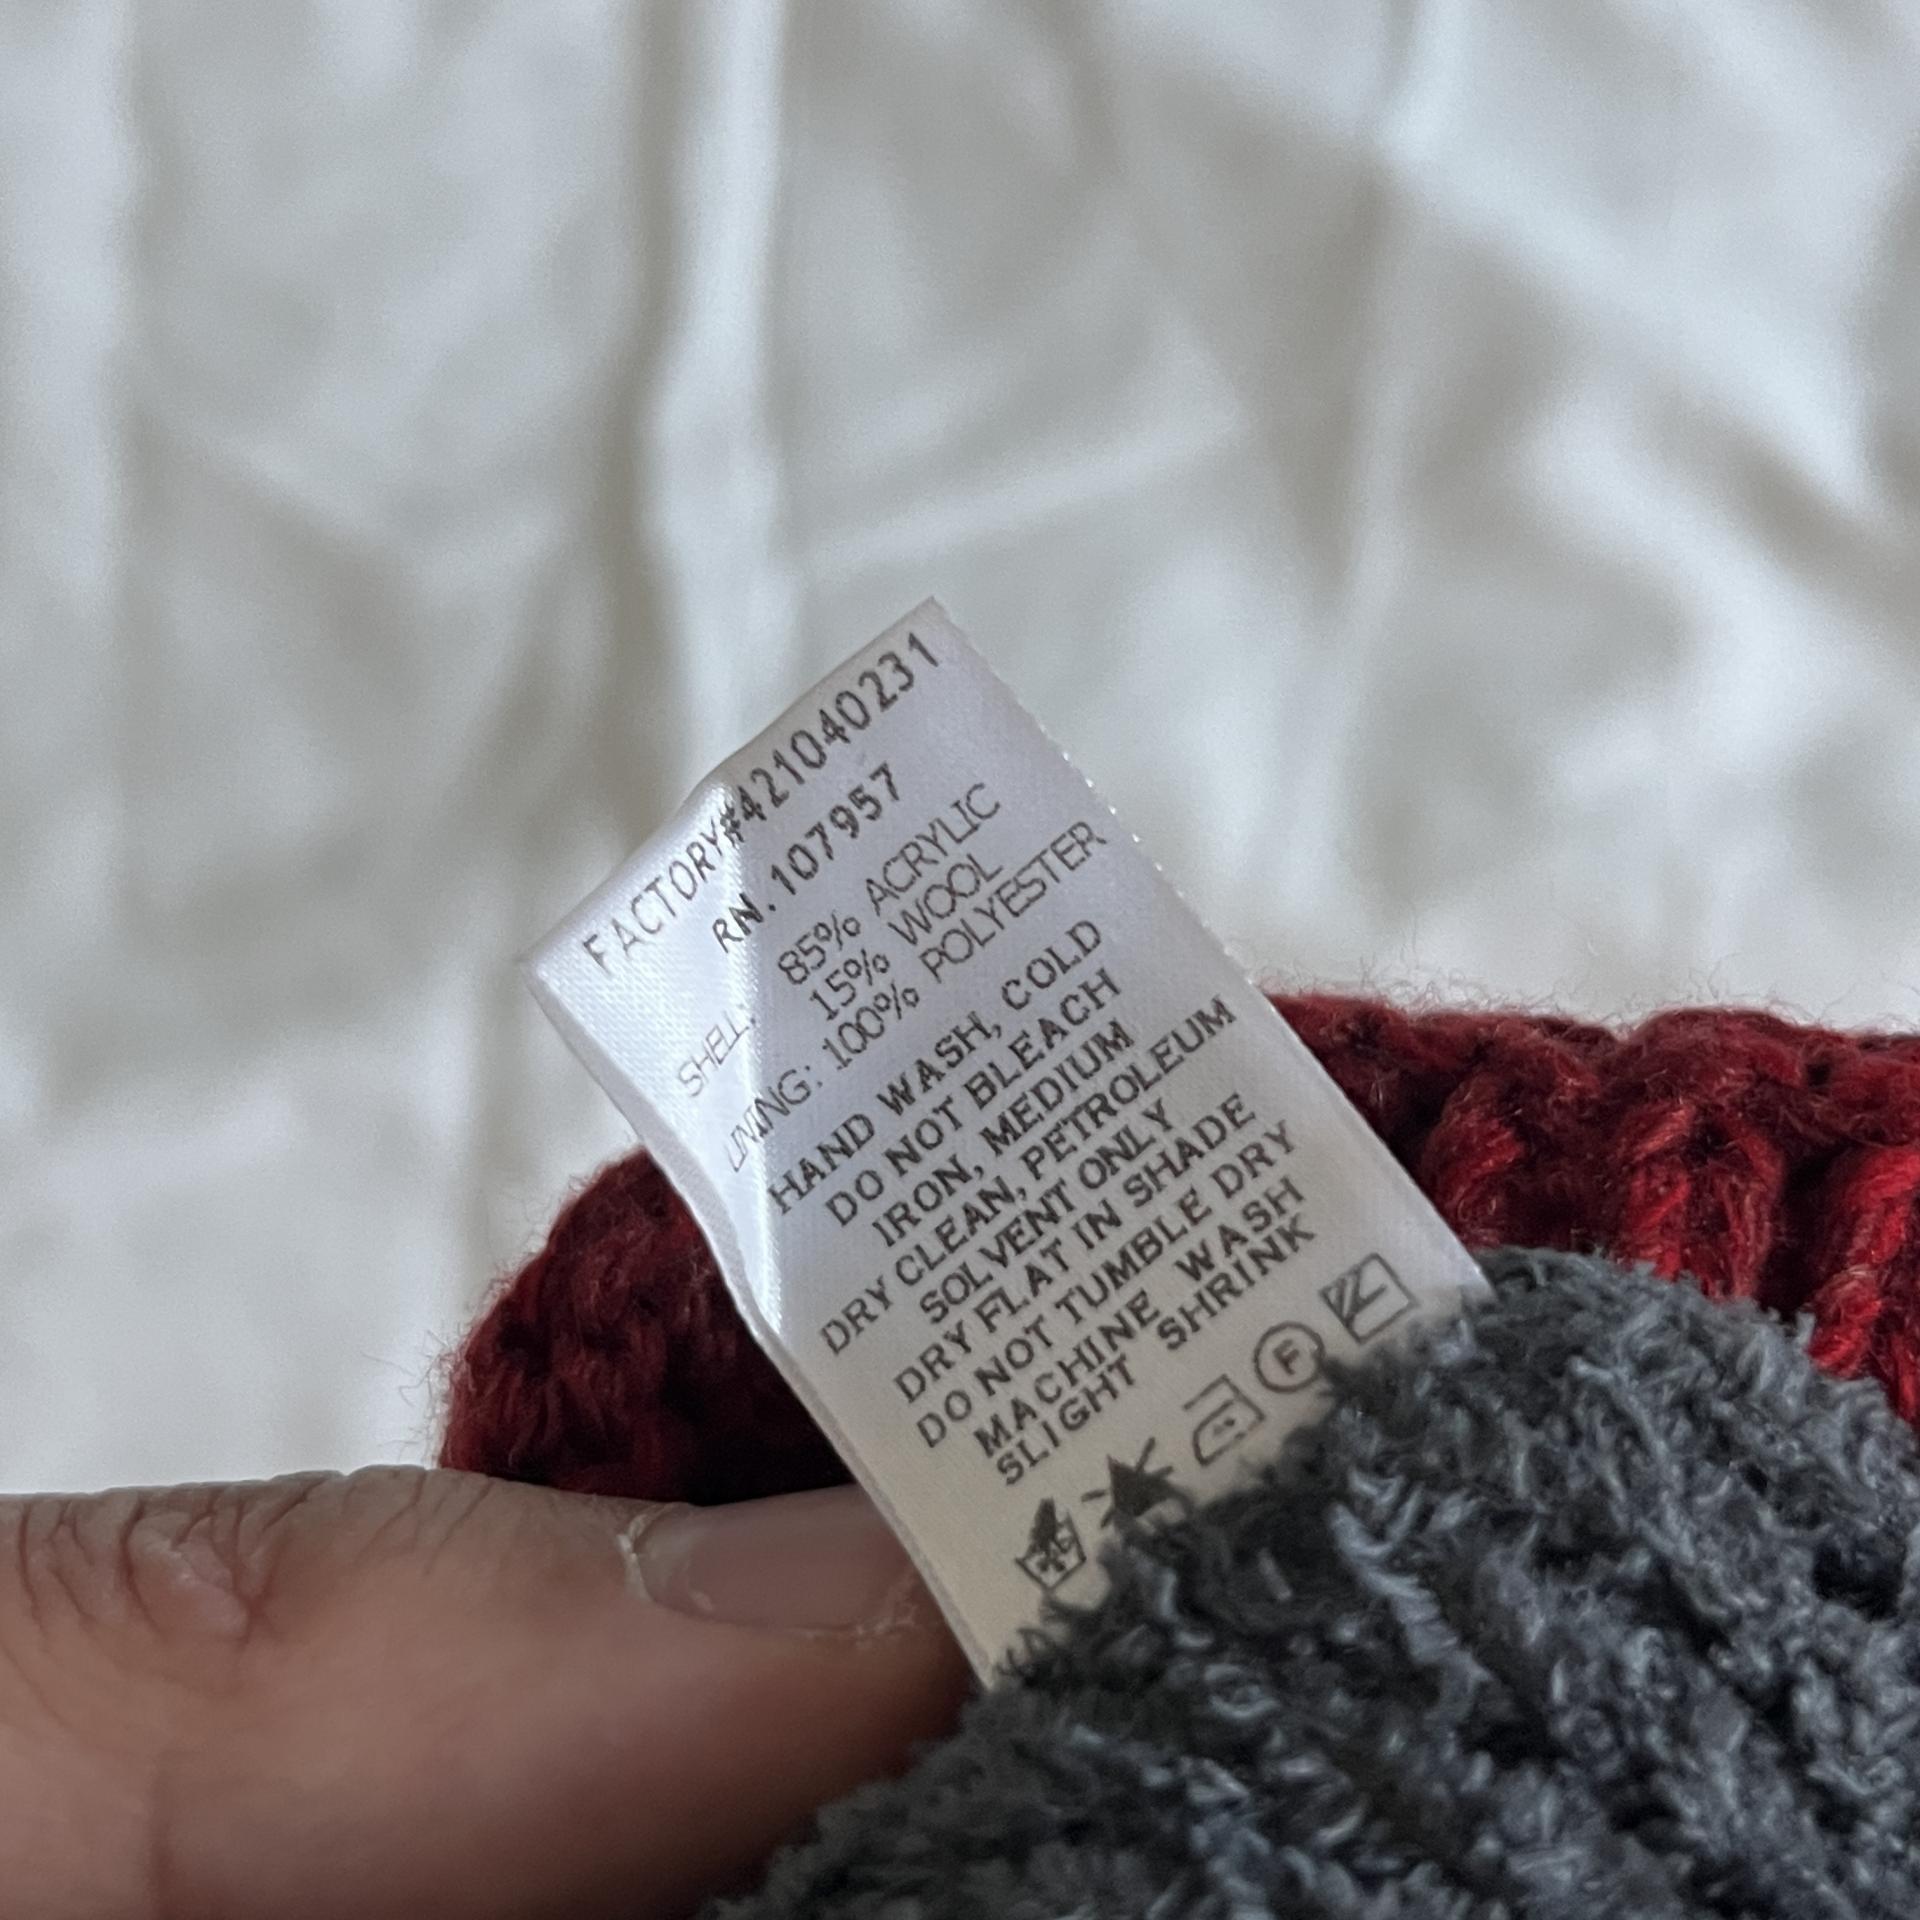 FACTORY#421040231
RN.107957
SHELL: 85% ACRYLIC
15% WOOL
LINING: 100% POLYESTER
HAND WASH, COLD
DO NOT BLEACH
IRON, MEDIUM
DRY CLEAN, PETROLEUM
SOLVENT ONLY
DRY FLAT IN SHADE
DO NOT TUMBLE DRY
MACHINE WASH
SLIGHT SHRINK
F